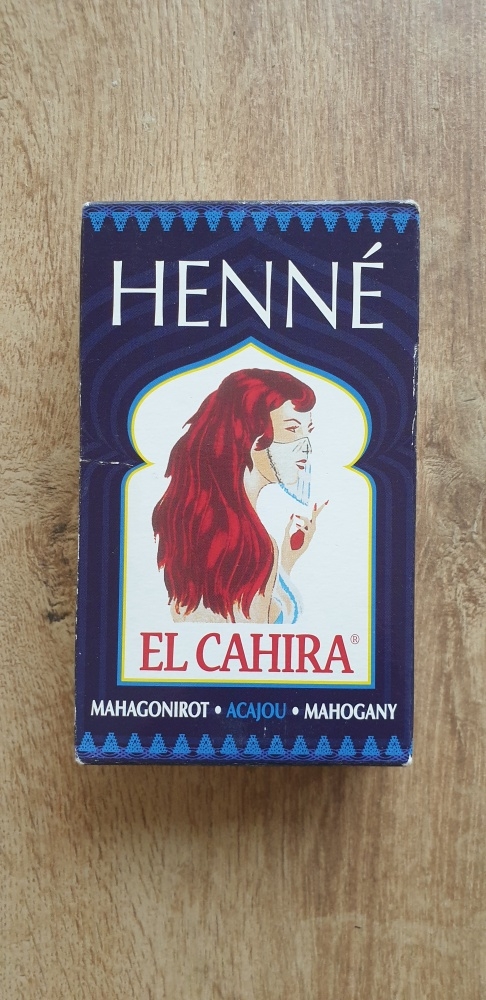 HENNÉ
EL CAHIRA®
MAHAGONIROT • ACAJOU • MAHOGANY